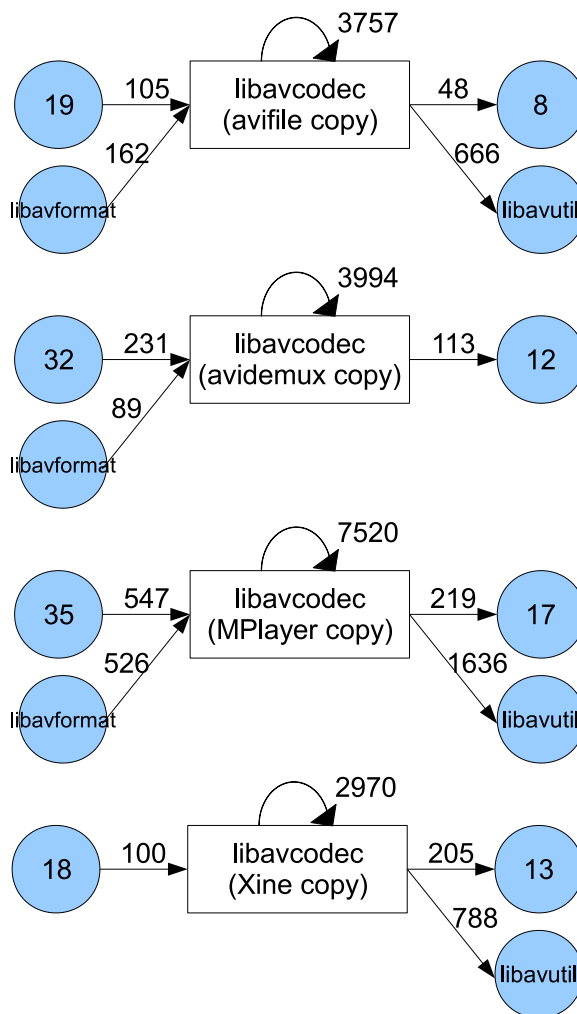 3757
19
105
libavcodec
(avifile copy)
48
8
162
666
libavformat
libavutil
3994
32
231
libavcodec
(avidemux copy)
113
12
89
libavformat
7520
35
547
libavcodec
(MPlayer copy)
219
17
526
1636
libavformat
libavutil
2970
18
100
libavcodec
(Xine copy)
205
13
788
libavutil